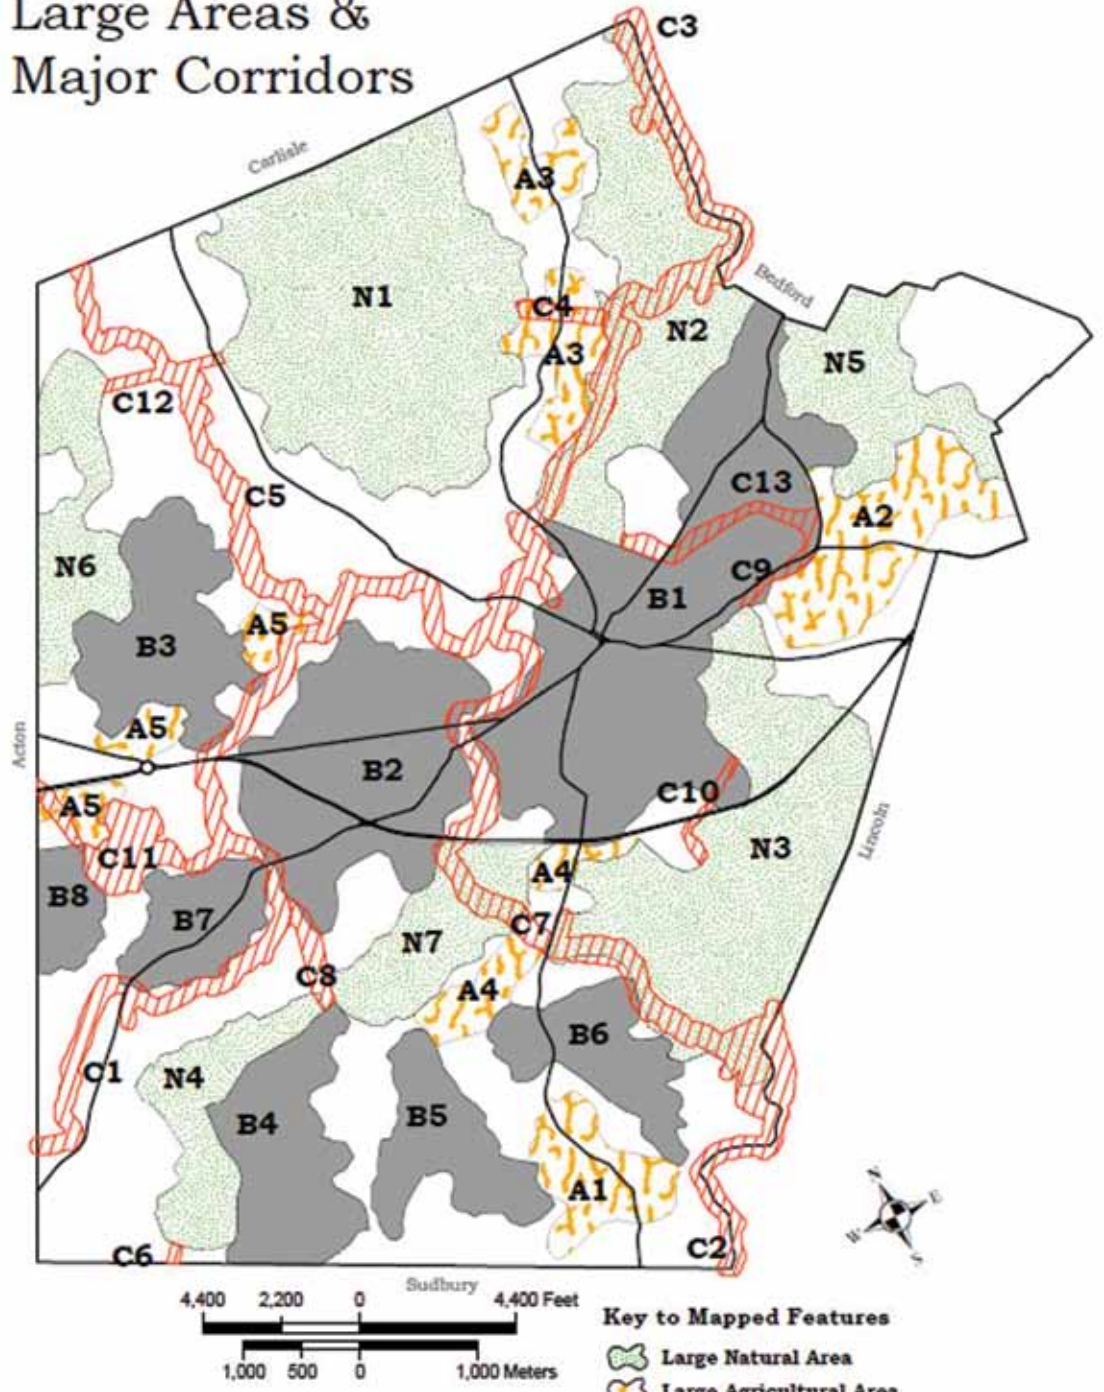 Large Areas &
Major Corridors
C3
Carlisle
A3
N1
C4
Bedford
N2
A3
N5
C12
C5
C13
A2
N6
C9
B1
A5
B3
A5
Acton
B2
A5
C10
Lincoln
C11
N3
A4
B8
B7
C7
N7
C8
A4
B6
C1
N4
B4
B5
A1
N
E
W
S
C6
C2
Sudbury
4,400 2,200 0 4,400 Feet
1,000 500 0 1,000 Meters
Key to Mapped Features
Large Natural Area
Large Agricultural Area